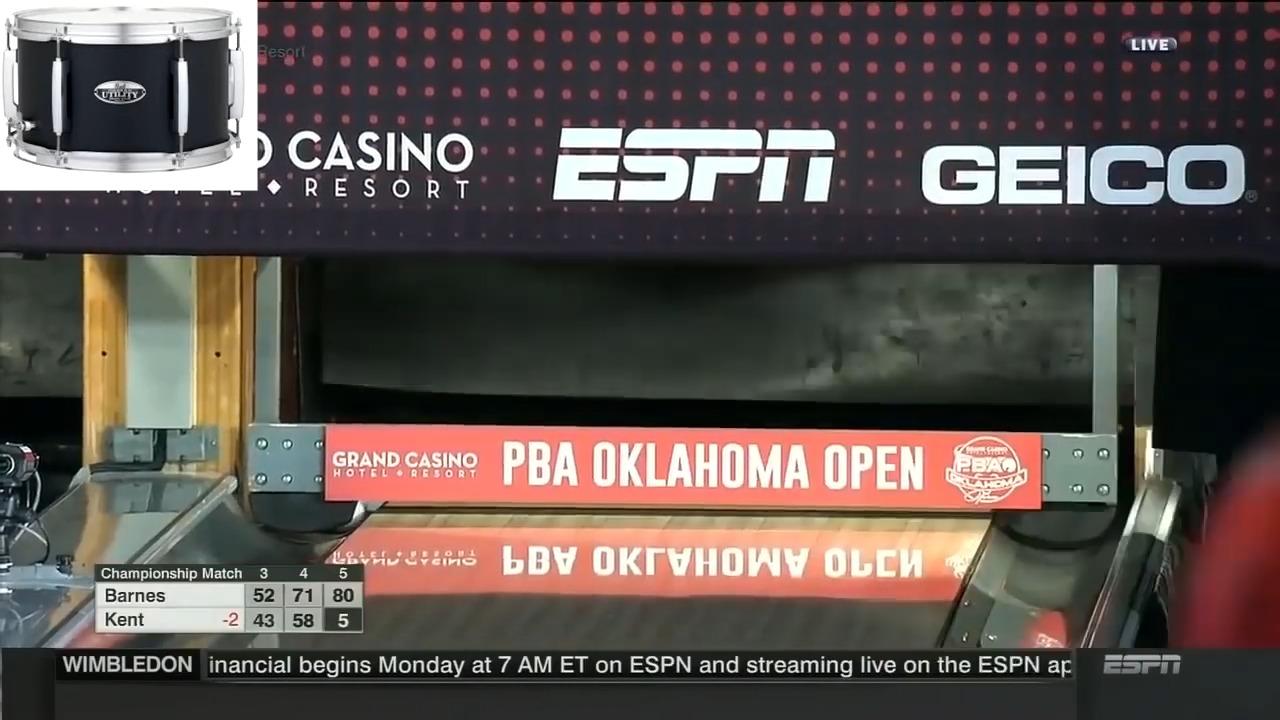 UTILITY
Resort
LIVE
CASINO
HOTEL ◆ RESORT
ESPN
GEICO
GRAND CASINO
HOTEL ◆ RESORT
PBA OKLAHOMA OPEN
PBA
OKLAHOMA
Championship Match 3 4 5
Barnes 52 71 80
Kent -2 43 58 5
WIMBLEDON inancial begins Monday at 7 AM ET on ESPN and streaming live on the ESPN ap
ESPN